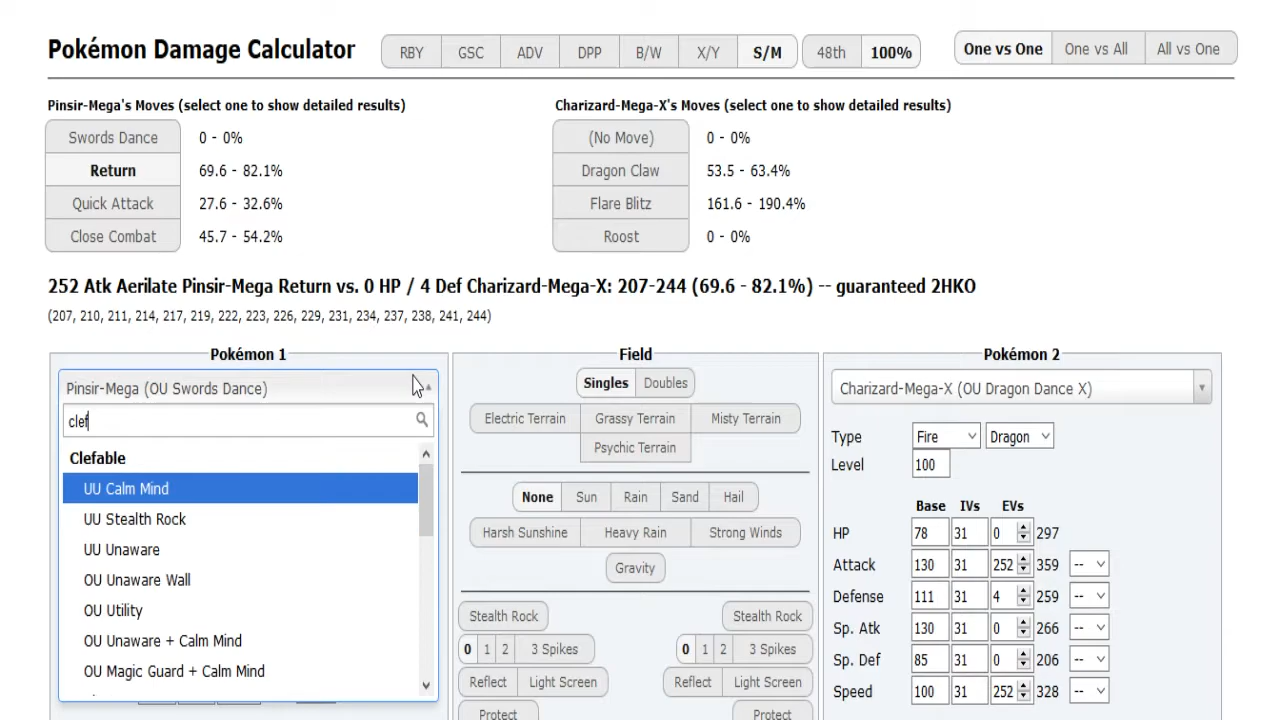 Pokémon Damage Calculator RBY GSC ADV DPP B/W X/Y S/M 48th 100% One vs One One vs All All vs One
Pinsir-Mega's Moves (select one to show detailed results) Charizard-Mega-X's Moves (select one to show detailed results)
Swords Dance 0 - 0% (No Move) 0 - 0%
Return 69.6 - 82.1% Dragon Claw 53.5 - 63.4%
Quick Attack 27.6 - 32.6% Flare Blitz 161.6 - 190.4%
Close Combat 45.7 - 54.2% Roost 0 - 0%
252 Atk Aerilate Pinsir-Mega Return vs. 0 HP / 4 Def Charizard-Mega-X: 207-244 (69.6 - 82.1%) -- guaranteed 2HKO
(207, 210, 211, 214, 217, 219, 222, 223, 226, 229, 231, 234, 237, 238, 241, 244)
Pokémon 1
Pinsir-Mega (OU Swords Dance)
clef
Clefable
UU Calm Mind
UU Stealth Rock
UU Unaware
OU Unaware Wall
OU Utility
OU Unaware + Calm Mind
OU Magic Guard + Calm Mind
Field
Singles Doubles
Electric Terrain Grassy Terrain Misty Terrain
Psychic Terrain
None Sun Rain Sand Hail
Harsh Sunshine Heavy Rain Strong Winds
Gravity
Stealth Rock Stealth Rock
0 1 2 3 Spikes 0 1 2 3 Spikes
Reflect Light Screen Reflect Light Screen
Protect Protect
Pokémon 2
Charizard-Mega-X (OU Dragon Dance X)
Type Fire Dragon
Level 100
Base IVs EVs
HP 78 31 0 297
Attack 130 31 252 359 --
Defense 111 31 4 259 --
Sp. Atk 130 31 0 266 --
Sp. Def 85 31 0 206 --
Speed 100 31 252 328 --